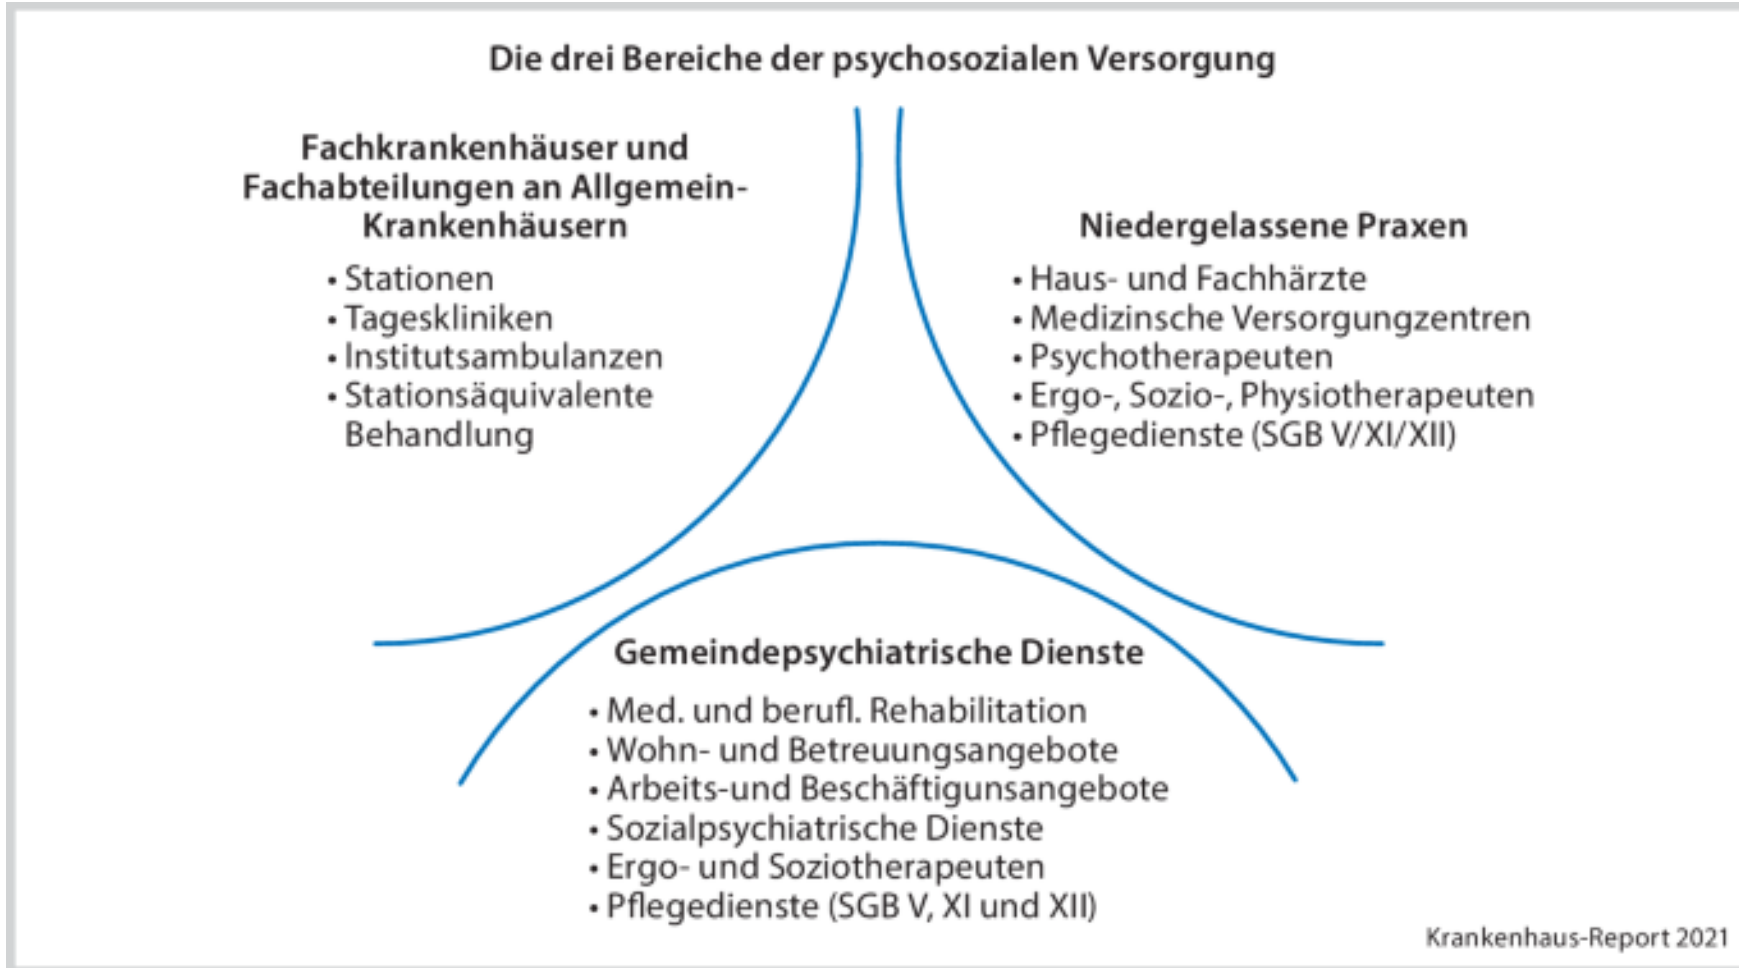 Die drei Bereiche der psychosozialen Versorgung
Fachkrankenhäuser und
Fachabteilungen an Allgemein-
Krankenhäusern
• Stationen
• Tageskliniken
• Institutsambulanzen
• Stationsäquivalente
Behandlung
Niedergelassene Praxen
• Haus- und Fachhärzte
• Medizinsche Versorgungzentren
• Psychotherapeuten
• Ergo-, Sozio-, Physiotherapeuten
• Pflegedienste (SGB V/XI/XII)
Gemeindepsychiatrische Dienste
• Med. und berufl. Rehabilitation
• Wohn- und Betreuungsangebote
• Arbeits-und Beschäftigunsangebote
• Sozialpsychiatrische Dienste
• Ergo- und Soziotherapeuten
• Pflegedienste (SGB V, XI und XII)
Krankenhaus-Report 2021